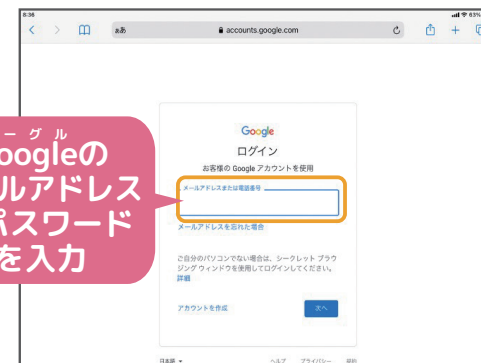 8:36
63%
ぁあ
accounts.google.com
Google
ログイン
お客様の Google アカウントを使用
メールアドレスまたは電話番号
メールアドレスを忘れた場合
ご自分のパソコンでない場合は、シークレット ブラウ
ジング ウィンドウを使用してログインしてください。
詳細
アカウントを作成
次へ
ーグル
oogleの
ルアドレス
パスワード
を入力
日本語
ヘルプ
プライバシー
規約